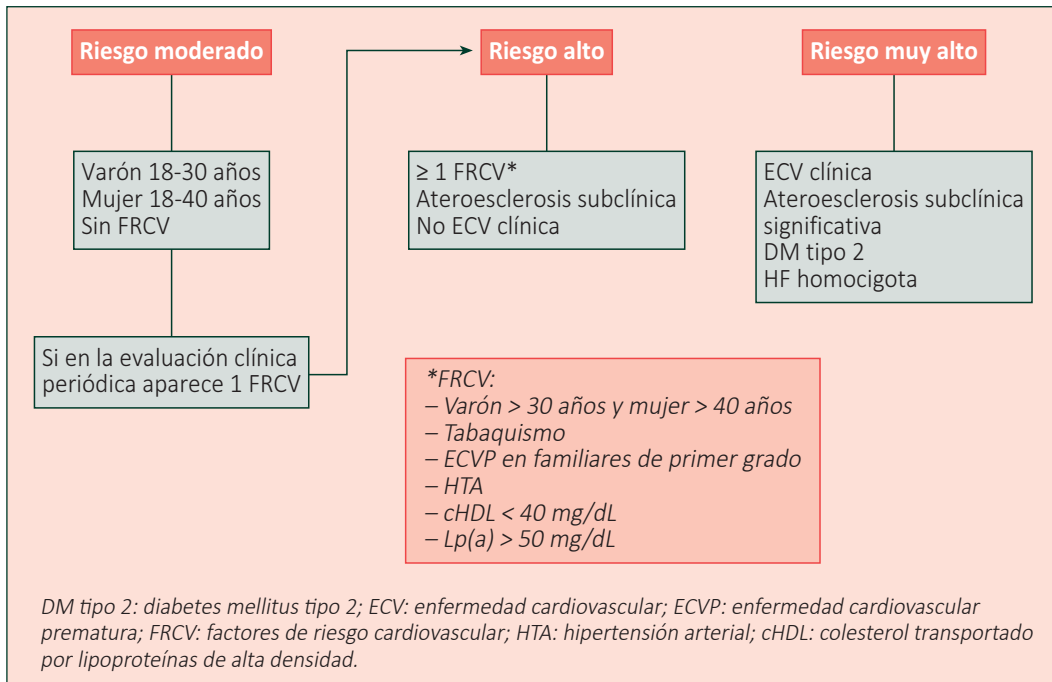 Riesgo moderado
Varón 18-30 años
Mujer 18-40 años
Sin FRCV
Si en la evaluación clínica
periódica aparece 1 FRCV
Riesgo alto
≥ 1 FRCV*
Ateroesclerosis subclínica
No ECV clínica
Riesgo muy alto
ECV clínica
Ateroesclerosis subclínica
significativa
DM tipo 2
HF homocigota
*FRCV:
– Varón > 30 años y mujer > 40 años
– Tabaquismo
– ECVP en familiares de primer grado
– HTA
– cHDL < 40 mg/dL
– Lp(a) > 50 mg/dL
DM tipo 2: diabetes mellitus tipo 2; ECV: enfermedad cardiovascular; ECVP: enfermedad cardiovascular
prematura; FRCV: factores de riesgo cardiovascular; HTA: hipertensión arterial; cHDL: colesterol transportado
por lipoproteínas de alta densidad.